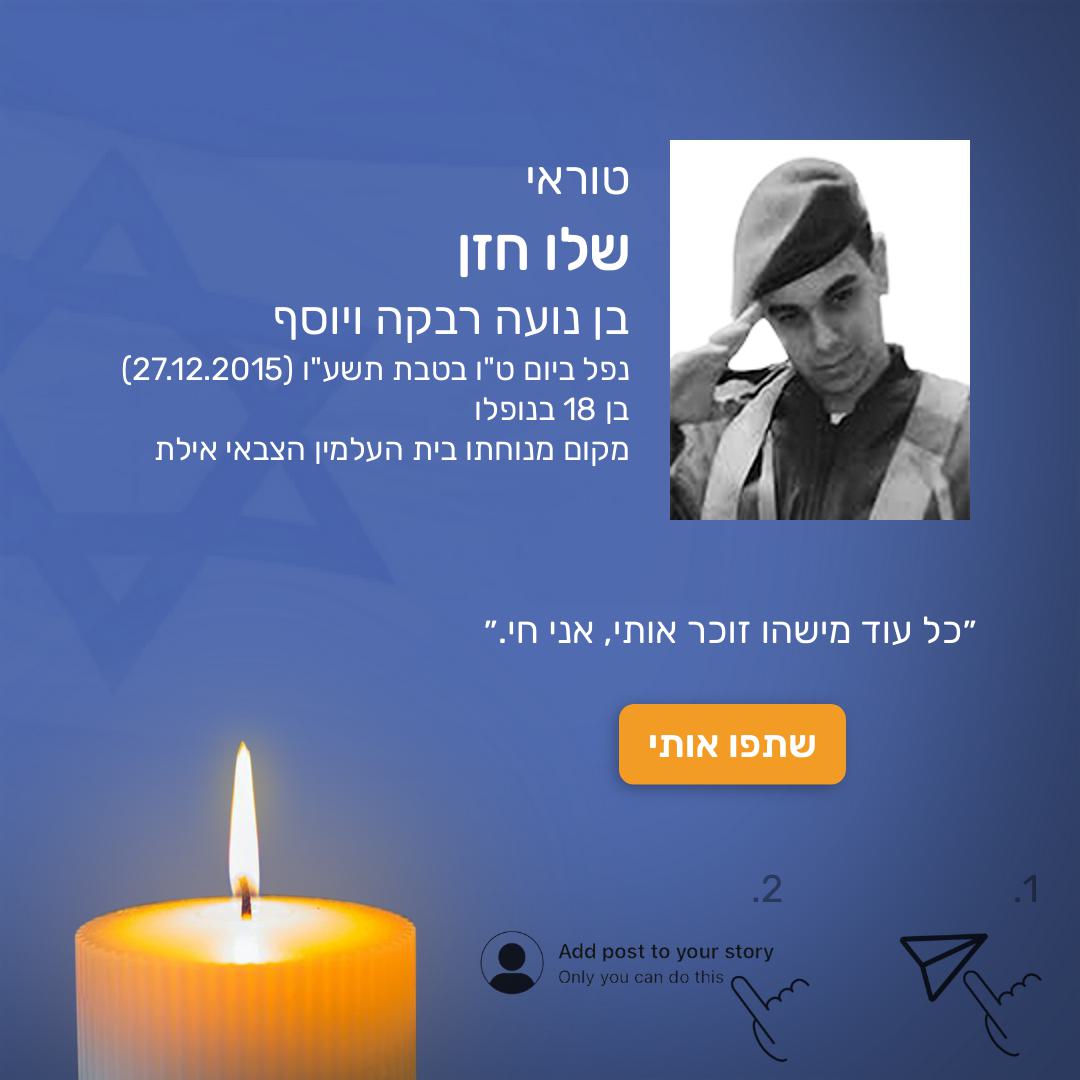 טוראי
שלו חזן
בן נועה רבקה ויוסף
נפל ביום ט"ו בטבת תשע"ו (27.12.2015)
בן 18 בנופלו
מקום מנוחתו בית העלמין הצבאי אילת
״כל עוד מישהו זוכר אותי, אני חי.״
שתפו אותי
1.
2.
Add post to your story
Only you can do this